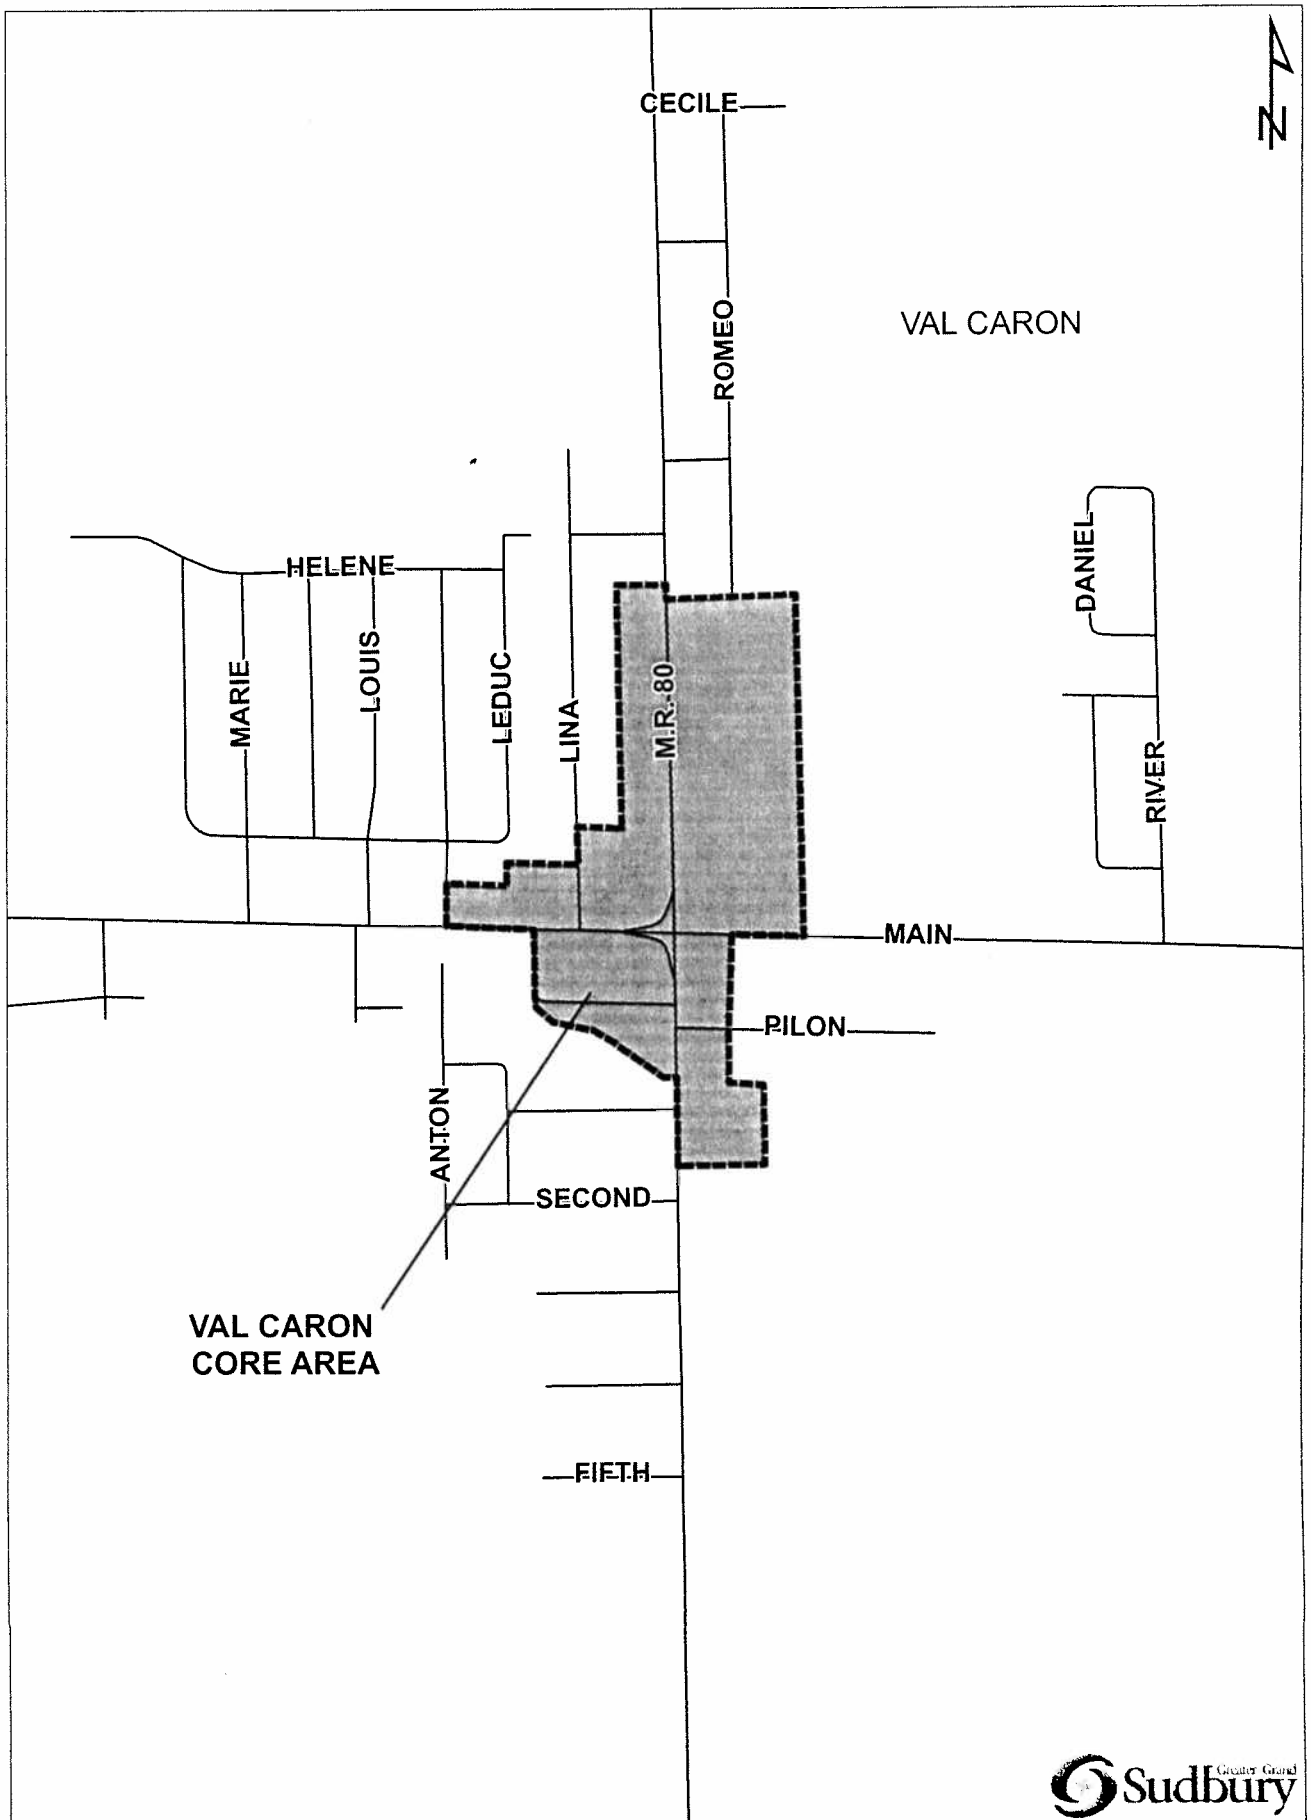 CECILE
N
ROMEO
VAL CARON
DANIEL
HELENE
MARIE
LOUIS
LEDUC
LINA
M.R. 80
RIVER
MAIN
PILON
ANTON
SECOND
VAL CARON
CORE AREA
FIFTH
Greater Grand
Sudbury